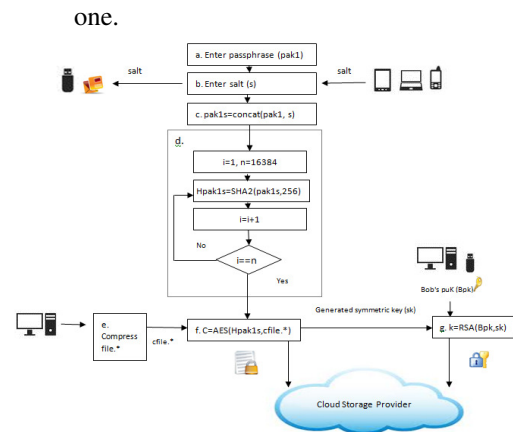 one.
a. Enter passphrase (pak1)
salt
b. Enter salt (s)
salt
c. pak1s=concat(pak1, s)
d.
i=1, n=16384
Hpak1s=SHA2(pak1s,256)
i=i+1
No
i==n
Yes
Bob's puK (Bpk)
e.
Compress
file.*
cfile.*
f. C=AES(Hpak1s,cfile.*)
Generated symmetric key (sk)
g. k=RSA(Bpk,sk)
Cloud Storage Provider